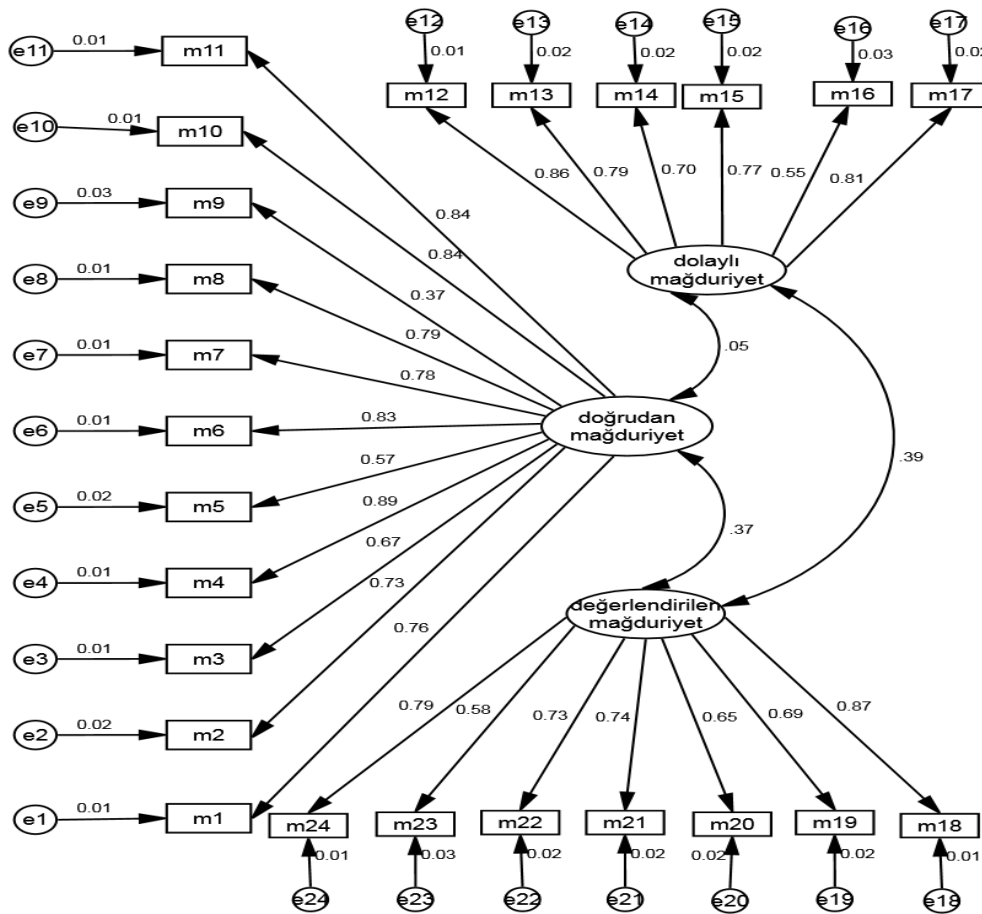 e12 e13 e14 e15 e16 e17
0.01 0.02 0.02 0.02 0.03 0.02
m12 m13 m14 m15 m16 m17
0.86 0.79 0.70 0.77 0.55 0.81
dolaylı
mağduriyet
e11 0.01 m11
e10 0.01 m10
e9 0.03 m9
e8 0.01 m8
e7 0.01 m7
e6 0.01 m6
e5 0.02 m5
e4 0.01 m4
e3 0.01 m3
e2 0.02 m2
e1 0.01 m1
0.84
0.84
0.37
0.79
0.78
0.83
0.57
0.89
0.67
0.73
0.76
doğrudan
mağduriyet
.05
.39
.37
değerlendirilen
mağduriyet
0.79 0.58 0.73 0.74 0.65 0.69 0.87
m24 m23 m22 m21 m20 m19 m18
0.01 0.03 0.02 0.02 0.02 0.02 0.01
e24 e23 e22 e21 e20 e19 e18